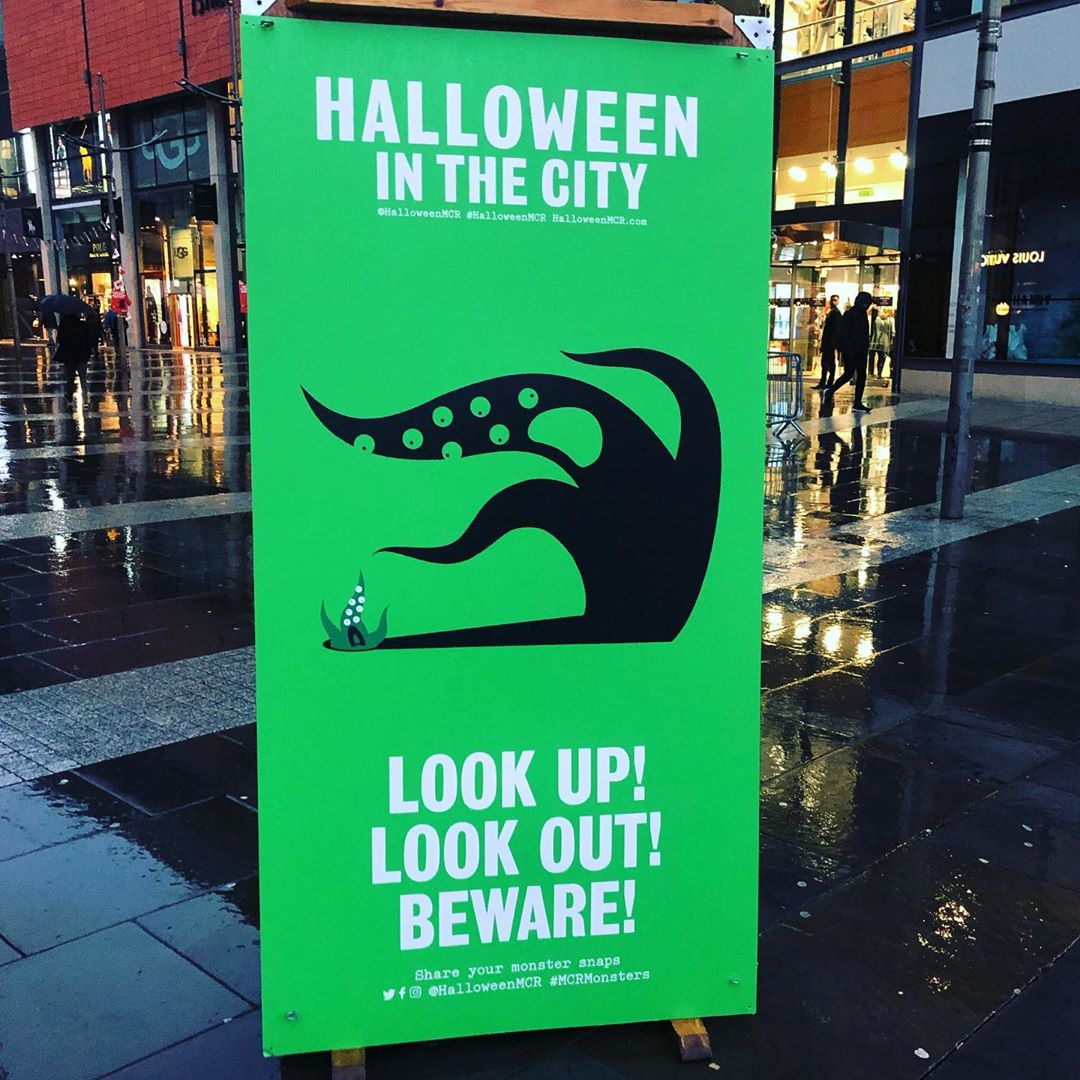 HALLOWEEN
IN THE CITY
@HalloweenMCR #HalloweenMCR HalloweenMCR.com
LOOK UP!
LOOK OUT!
BEWARE!
Share your monster snaps
@HalloweenMCR #MCRMonsters
UGG
UGG
POLO
LOUIS VUITTON